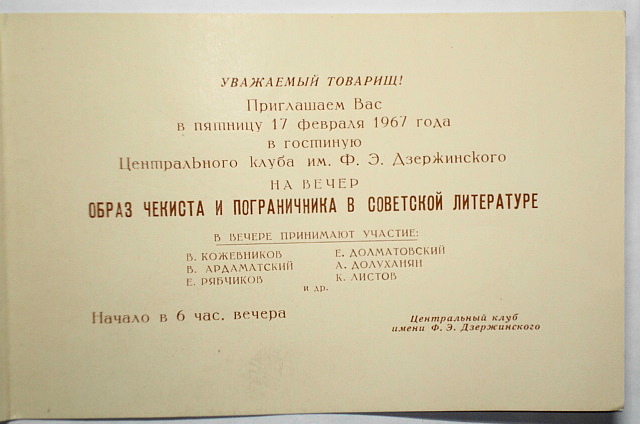 УВАЖАЕМЫЙ ТОВАРИЩ!
Приглашаем Вас
в пятницу 17 февраля 1967 года
в гостиную
Центрального клуба им. Ф. Э. Дзержинского
НА ВЕЧЕР
ОБРАЗ ЧЕКИСТА И ПОГРАНИЧНИКА В СОВЕТСКОЙ ЛИТЕРАТУРЕ
В ВЕЧЕРЕ ПРИНИМАЮТ УЧАСТИЕ:
В. КОЖЕВНИКОВ Е. ДОЛМАТОВСКИЙ
В. АРДАМАТСКИЙ А. ДОЛУХАНЯН
Е. РЯБЧИКОВ К. ЛИСТОВ
и др.
Начало в 6 час. вечера
Центральный клуб
имени Ф. Э. Дзержинского